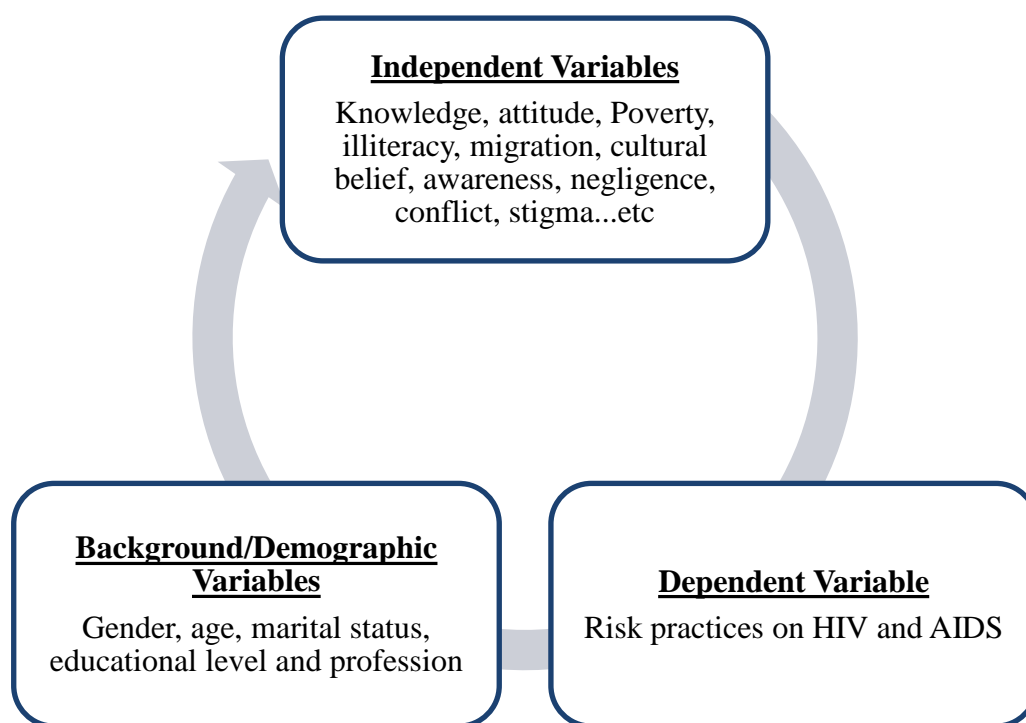 Independent Variables
Knowledge, attitude, Poverty,
illiteracy, migration, cultural
belief, awareness, negligence,
conflict, stigma...etc
Background/Demographic
Variables
Gender, age, marital status,
educational level and profession
Dependent Variable
Risk practices on HIV and AIDS